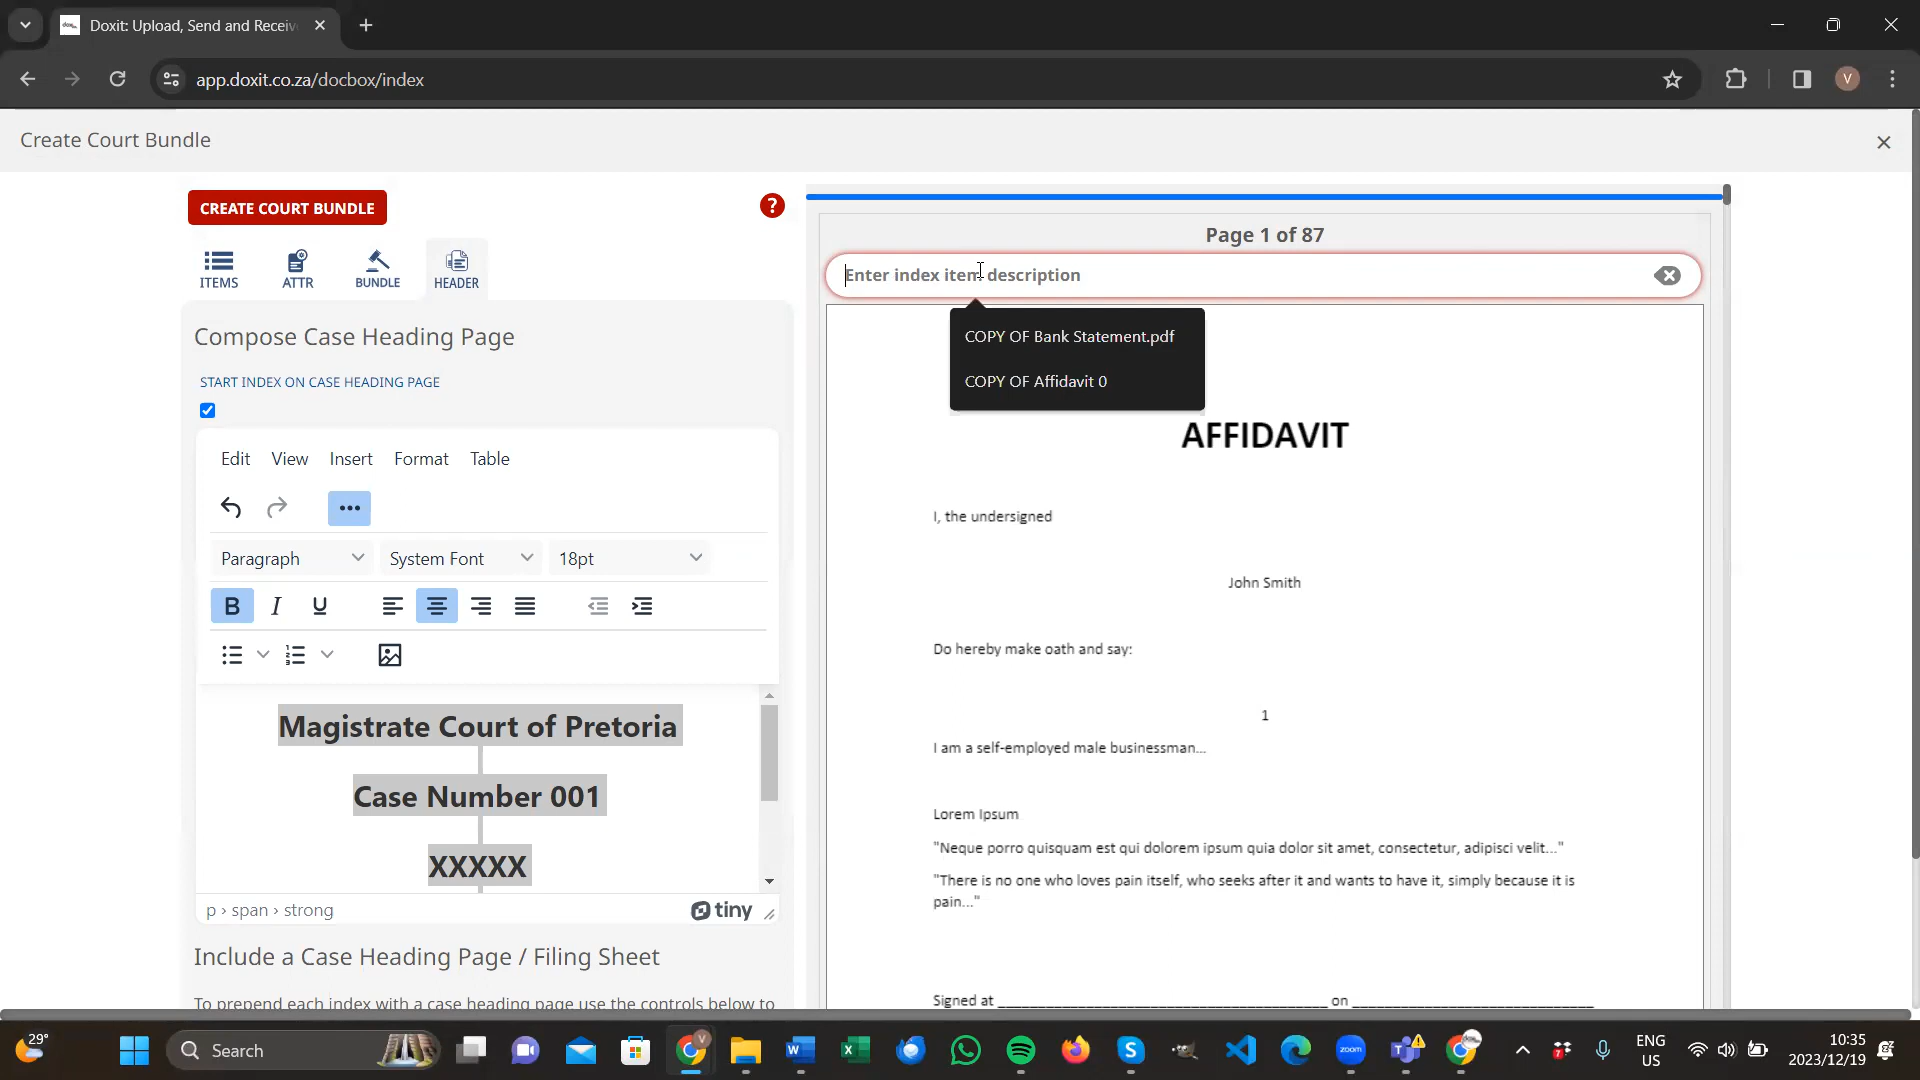 Doxit: Upload, Send and Receiv
app.doxit.co.za/docbox/index
V
Create Court Bundle
CREATE COURT BUNDLE
?
ITEMS
ATTR
BUNDLE
HEADER
Compose Case Heading Page
START INDEX ON CASE HEADING PAGE
Edit View Insert Format Table
Paragraph System Font 18pt
B I U
Magistrate Court of Pretoria
Case Number 001
XXXXX
p › span › strong
tiny
Include a Case Heading Page / Filing Sheet
To prepend each index with a case heading page use the controls below to
Page 1 of 87
Enter index item description
COPY OF Bank Statement.pdf
COPY OF Affidavit 0
AFFIDAVIT
I, the undersigned
John Smith
Do hereby make oath and say:
1
I am a self-employed male businessman...
Lorem Ipsum
"Neque porro quisquam est qui dolorem ipsum quia dolor sit amet, consectetur, adipisci velit..."
"There is no one who loves pain itself, who seeks after it and wants to have it, simply because it is
pain..."
Signed at ________ on ________
29°
Search
zoom
ENG
US
10:35
2023/12/19